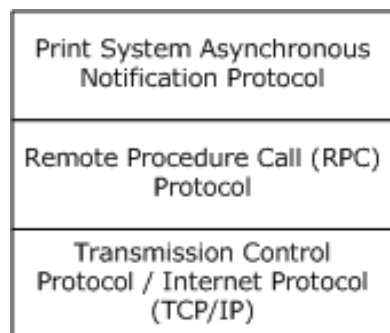 Print System Asynchronous
Notification Protocol
Remote Procedure Call (RPC)
Protocol
Transmission Control
Protocol / Internet Protocol
(TCP/IP)